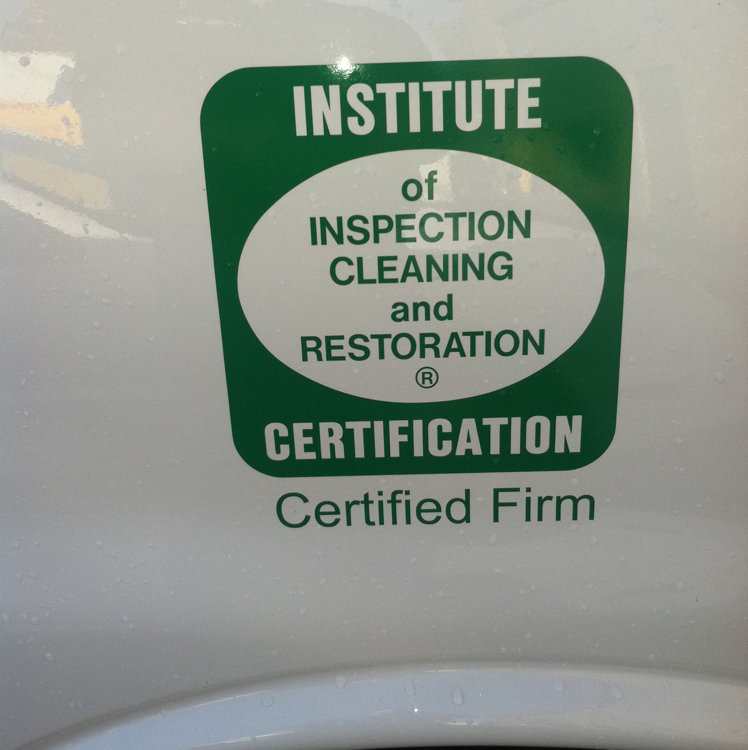 INSTITUTE
of
INSPECTION
CLEANING
and
RESTORATION
®
CERTIFICATION
Certified Firm